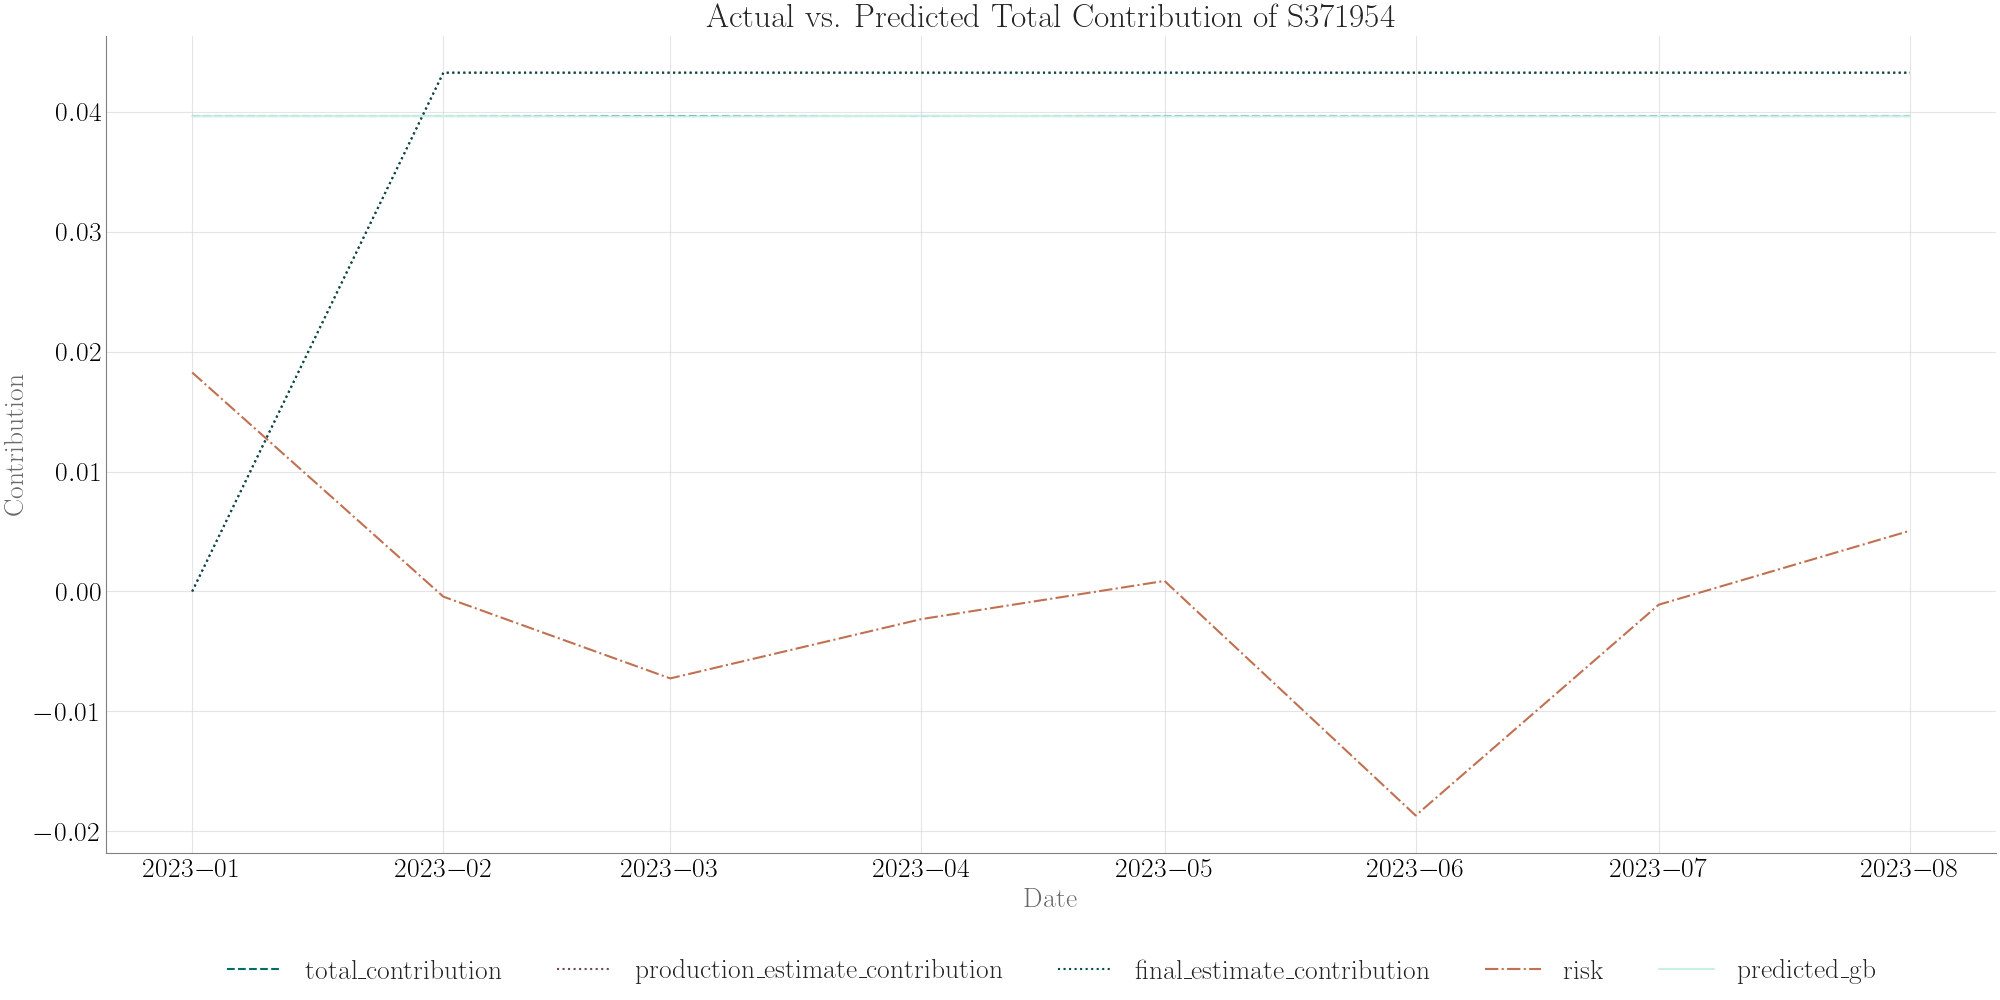 Actual vs. Predicted Total Contribution of S371954
Contribution
0.04
0.03
0.02
0.01
0.00
−0.01
−0.02
2023−01 2023−02 2023−03 2023−04 2023−05 2023−06 2023−07 2023−08
Date
total_contribution production_estimate_contribution final_estimate_contribution risk predicted_gb